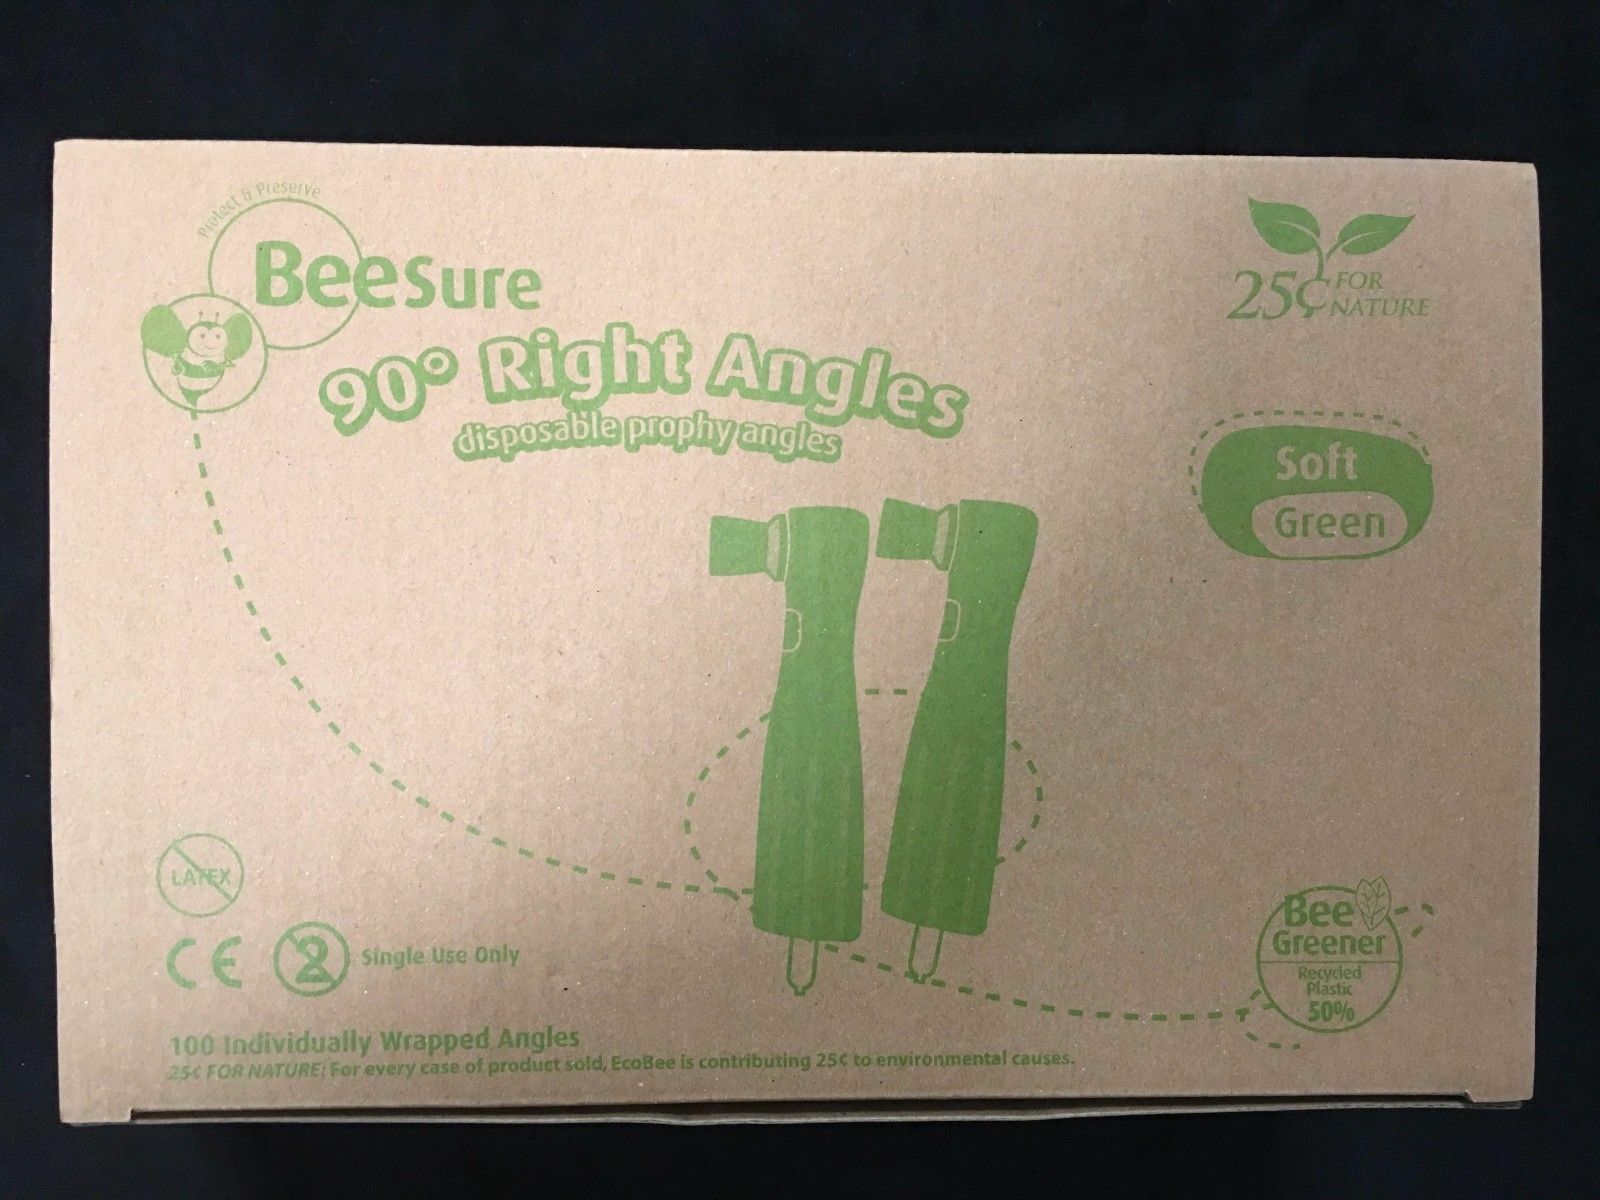 Protect & Preserve
Beesure
90° Right Angles
disposable prophy angles
25¢ FOR
NATURE
Soft
Green
LATEX
CE 2 Single Use Only
Bee
Greener
Recycled
Plastic
50%
100 Individually Wrapped Angles
25¢ FOR NATURE: For every case of product sold, EcoBee is contributing 25¢ to environmental causes.